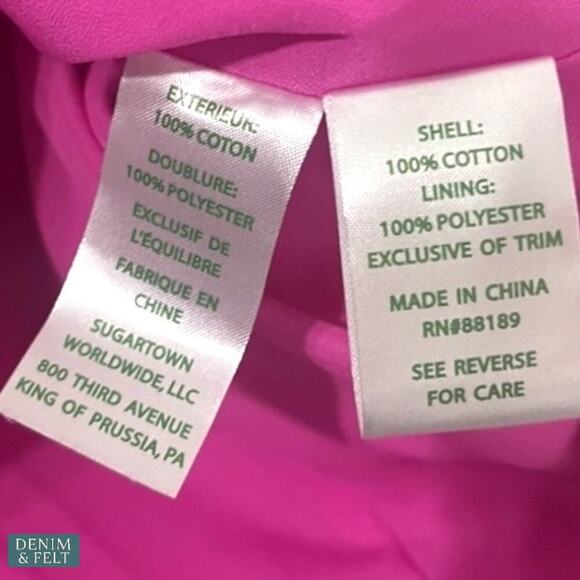 EXTERIEUR:
100% COTON
DOUBLURE:
100% POLYESTER
EXCLUSIF DE
L'ÉQUILIBRE
FABRIQUE EN
CHINE
SUGARTOWN
WORLDWIDE, LLC
800 THIRD AVENUE
KING OF PRUSSIA, PA
SHELL:
100% COTTON
LINING:
100% POLYESTER
EXCLUSIVE OF TRIM
MADE IN CHINA
RN#88189
SEE REVERSE
FOR CARE
DENIM
& FELT